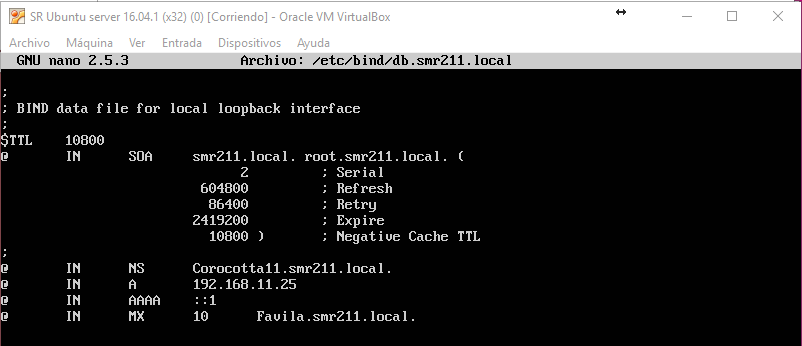 SR Ubuntu server 16.04.1 (x32) (0) [Corriendo] - Oracle VM VirtualBox
Archivo Máquina Ver Entrada Dispositivos Ayuda
GNU nano 2.5.3 Archivo: /etc/bind/db.smr211.local
;
; BIND data file for local loopback interface
;
$TTL 10800
@ IN SOA smr211.local. root.smr211.local. (
2 ; Serial
604800 ; Refresh
86400 ; Retry
2419200 ; Expire
10800 ) ; Negative Cache TTL
;
@ IN NS Corocotta11.smr211.local.
@ IN A 192.168.11.25
@ IN AAAA ::1
@ IN MX 10 Favila.smr211.local.